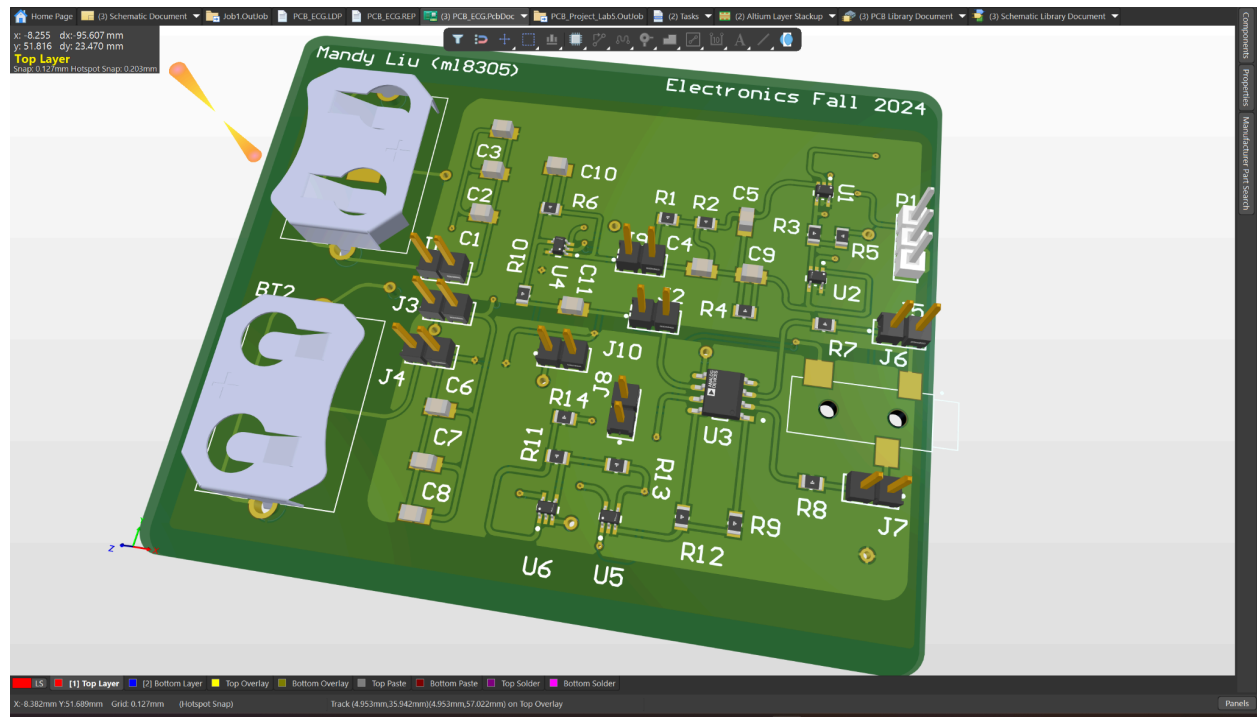 Home Page
(3) Schematic Document
Job1.OutJob
PCB_ECG.LDP
PCB_ECG.REP
(3) PCB_ECG.PcbDoc
PCB_Project_Lab5.OutJob
(2) Tasks
(2) Altium Layer Stackup
(3) PCB Library Document
(3) Schematic Library Document
x: -8.255 dx:-95.607 mm
y: 51.816 dy: 23.470 mm
Top Layer
Snap: 0.127mm Hotspot Snap: 0.203mm
Components
Properties
Manufacturer Part Search
Mandy Liu (ml8305)
Electronics Fall 2024
C3
C10
C2
R6
R1
R2
C5
U1
P1
C1
R10
U4
C11
C4
R3
R5
C9
U2
BT2
J3
R4
R7
J6
J4
C6
J10
J8
R14
U3
C7
R11
R13
C8
R8
J7
R9
R12
U6
U5
LS
[1] Top Layer
[2] Bottom Layer
Top Overlay
Bottom Overlay
Top Paste
Bottom Paste
Top Solder
Bottom Solder
X:-8.382mm Y:51.689mm
Grid: 0.127mm
(Hotspot Snap)
Track (4.953mm,35.942mm)(4.953mm,57.022mm) on Top Overlay
Panels